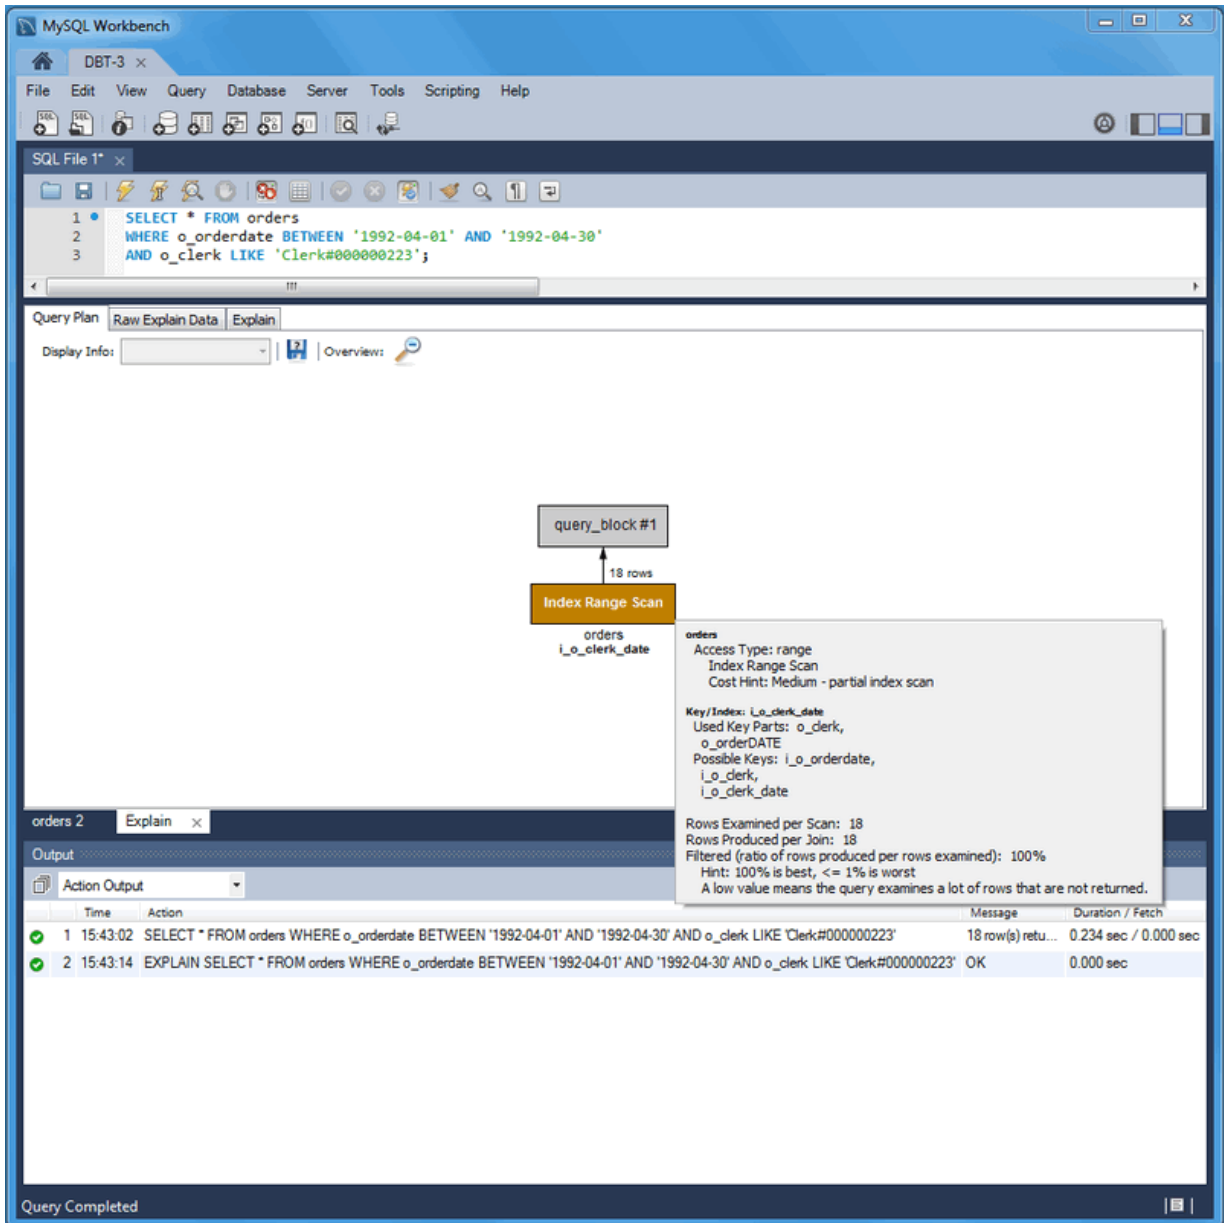 MySQL Workbench
DBT-3
File Edit View Query Database Server Tools Scripting Help
SQL File 1*
1 SELECT * FROM orders
2 WHERE o_orderdate BETWEEN '1992-04-01' AND '1992-04-30'
3 AND o_clerk LIKE 'Clerk#000000223';
Query Plan Raw Explain Data Explain
Display Info: Overview:
query_block #1
18 rows
Index Range Scan
orders
i_o_clerk_date
orders
Access Type: range
Index Range Scan
Cost Hint: Medium - partial index scan
Key/Index: i_o_clerk_date
Used Key Parts: o_clerk,
o_orderDATE
Possible Keys: i_o_orderdate,
i_o_clerk,
i_o_clerk_date
Rows Examined per Scan: 18
Rows Produced per Join: 18
Filtered (ratio of rows produced per rows examined): 100%
Hint: 100% is best, <= 1% is worst
A low value means the query examines a lot of rows that are not returned.
orders 2 Explain
Output
Action Output
Time Action Message Duration / Fetch
1 15:43:02 SELECT * FROM orders WHERE o_orderdate BETWEEN '1992-04-01' AND '1992-04-30' AND o_clerk LIKE 'Clerk#000000223' 18 row(s) retu... 0.234 sec / 0.000 sec
2 15:43:14 EXPLAIN SELECT * FROM orders WHERE o_orderdate BETWEEN '1992-04-01' AND '1992-04-30' AND o_clerk LIKE 'Clerk#000000223' OK 0.000 sec
Query Completed